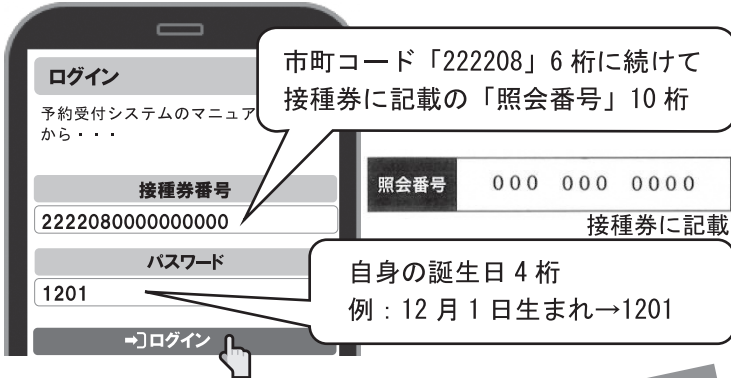 ログイン
予約受付システムのマニュア
から・・・
市町コード「222208」6 桁に続けて
接種券に記載の「照会番号」10 桁
接種券番号
2222080000000000
照会番号 000 000 0000
接種券に記載
パスワード
1201
自身の誕生日 4 桁
例：12 月 1 日生まれ→1201
ログイン